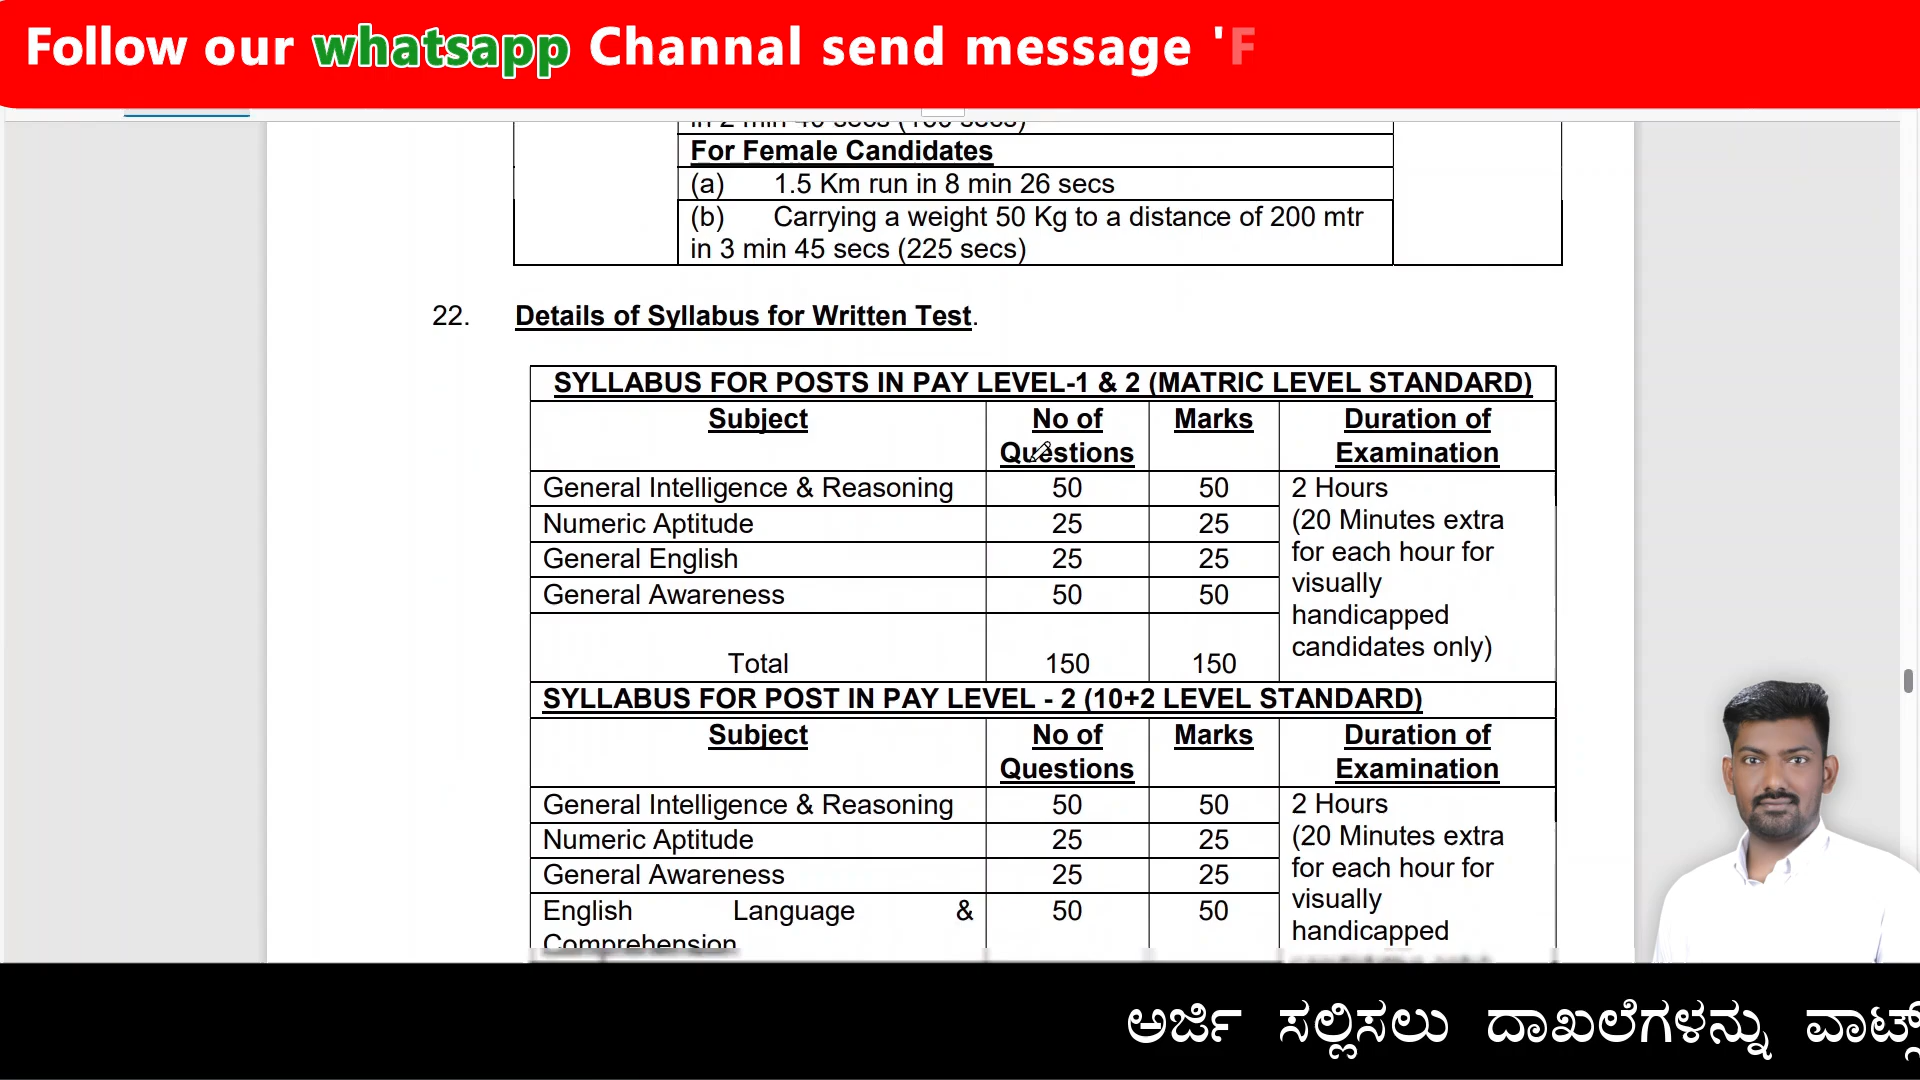 Follow our whatsapp Channal send message 'F
in 2 min 40 secs (160 secs)
For Female Candidates
(a) 1.5 Km run in 8 min 26 secs
(b) Carrying a weight 50 Kg to a distance of 200 mtr
in 3 min 45 secs (225 secs)
22. Details of Syllabus for Written Test.
SYLLABUS FOR POSTS IN PAY LEVEL-1 & 2 (MATRIC LEVEL STANDARD)
Subject No of Questions Marks Duration of Examination
General Intelligence & Reasoning 50 50 2 Hours
Numeric Aptitude 25 25 (20 Minutes extra
General English 25 25 for each hour for
visually
General Awareness 50 50 handicapped
candidates only)
Total 150 150
SYLLABUS FOR POST IN PAY LEVEL - 2 (10+2 LEVEL STANDARD)
Subject No of Questions Marks Duration of Examination
General Intelligence & Reasoning 50 50 2 Hours
Numeric Aptitude 25 25 (20 Minutes extra
General Awareness 25 25 for each hour for
visually
English Language & 50 50 handicapped
Comprehension
ಅರ್ಜಿ ಸಲ್ಲಿಸಲು ದಾಖಲೆಗಳನ್ನು ವಾಟ್ಸ್